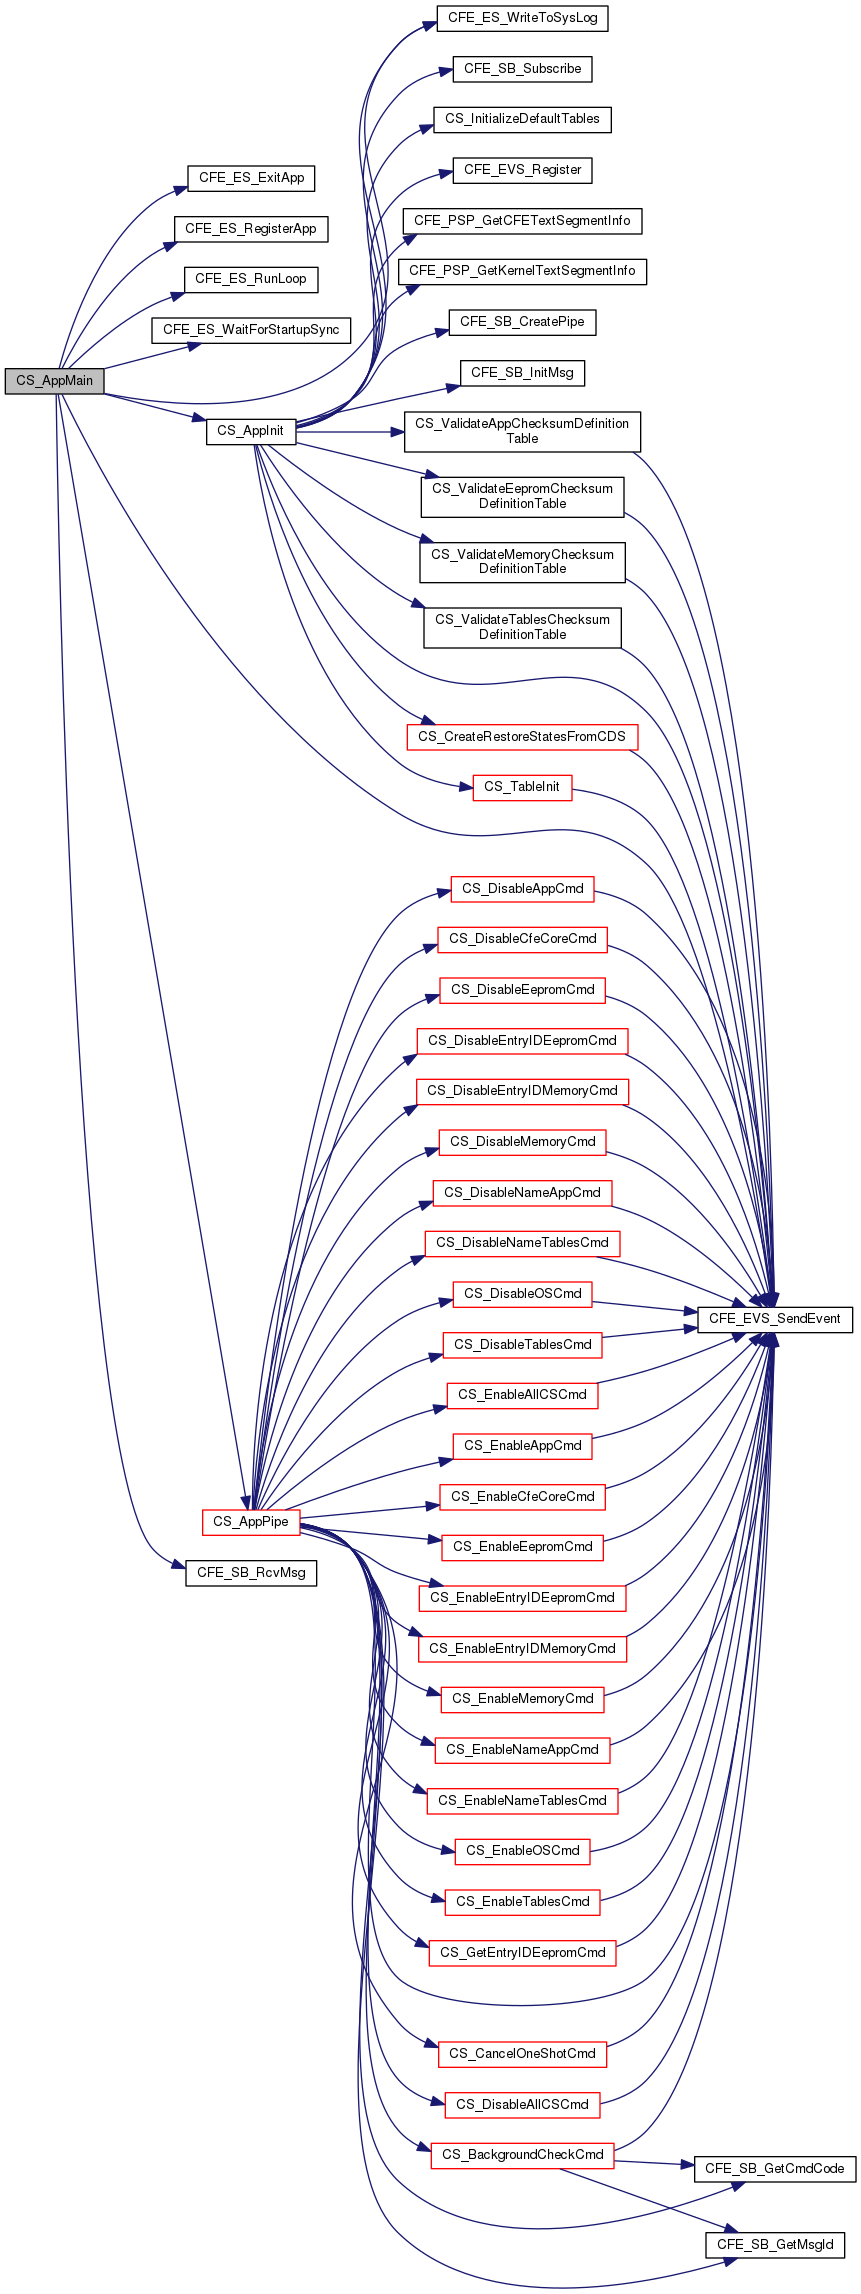 CFE_ES_WriteToSysLog
CFE_SB_Subscribe
CS_InitializeDefaultTables
CFE_EVS_Register
CFE_ES_ExitApp
CFE_PSP_GetCFETextSegmentInfo
CFE_ES_RegisterApp
CFE_PSP_GetKernelTextSegmentInfo
CFE_ES_RunLoop
CFE_SB_CreatePipe
CFE_ES_WaitForStartupSync
CFE_SB_InitMsg
CS_AppMain
CS_AppInit
CS_ValidateAppChecksumDefinition
Table
CS_ValidateEepromChecksum
DefinitionTable
CS_ValidateMemoryChecksum
DefinitionTable
CS_ValidateTablesChecksum
DefinitionTable
CS_CreateRestoreStatesFromCDS
CS_TableInit
CS_DisableAppCmd
CS_DisableCfeCoreCmd
CS_DisableEepromCmd
CS_DisableEntryIDEepromCmd
CS_DisableEntryIDMemoryCmd
CS_DisableMemoryCmd
CS_DisableNameAppCmd
CS_DisableNameTablesCmd
CS_DisableOSCmd
CFE_EVS_SendEvent
CS_DisableTablesCmd
CS_EnableAllCSCmd
CS_EnableAppCmd
CS_EnableCfeCoreCmd
CS_AppPipe
CS_EnableEepromCmd
CFE_SB_RcvMsg
CS_EnableEntryIDEepromCmd
CS_EnableEntryIDMemoryCmd
CS_EnableMemoryCmd
CS_EnableNameAppCmd
CS_EnableNameTablesCmd
CS_EnableOSCmd
CS_EnableTablesCmd
CS_GetEntryIDEepromCmd
CS_CancelOneShotCmd
CS_DisableAllCSCmd
CS_BackgroundCheckCmd
CFE_SB_GetCmdCode
CFE_SB_GetMsgId